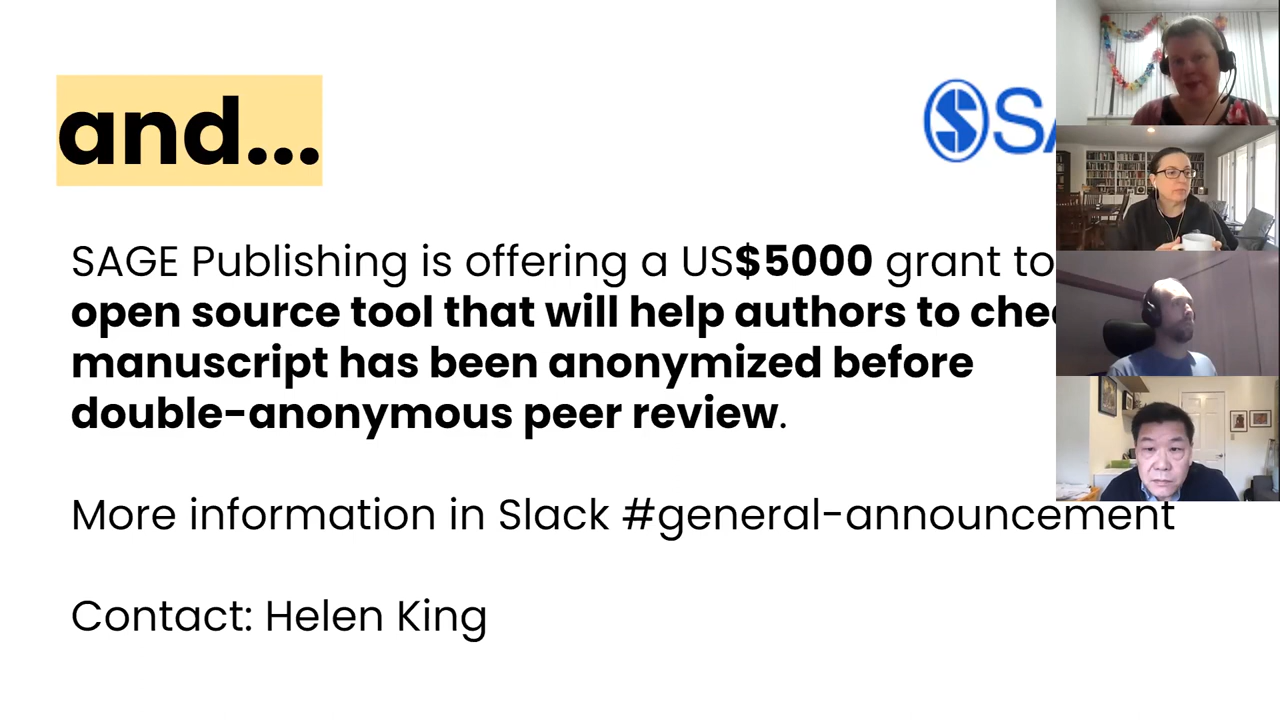 and...
S
SAGE Publishing is offering a US$5000 grant to
open source tool that will help authors to
manuscript has been anonymized before
double-anonymous peer review.
More information in Slack #general-announcement
Contact: Helen King